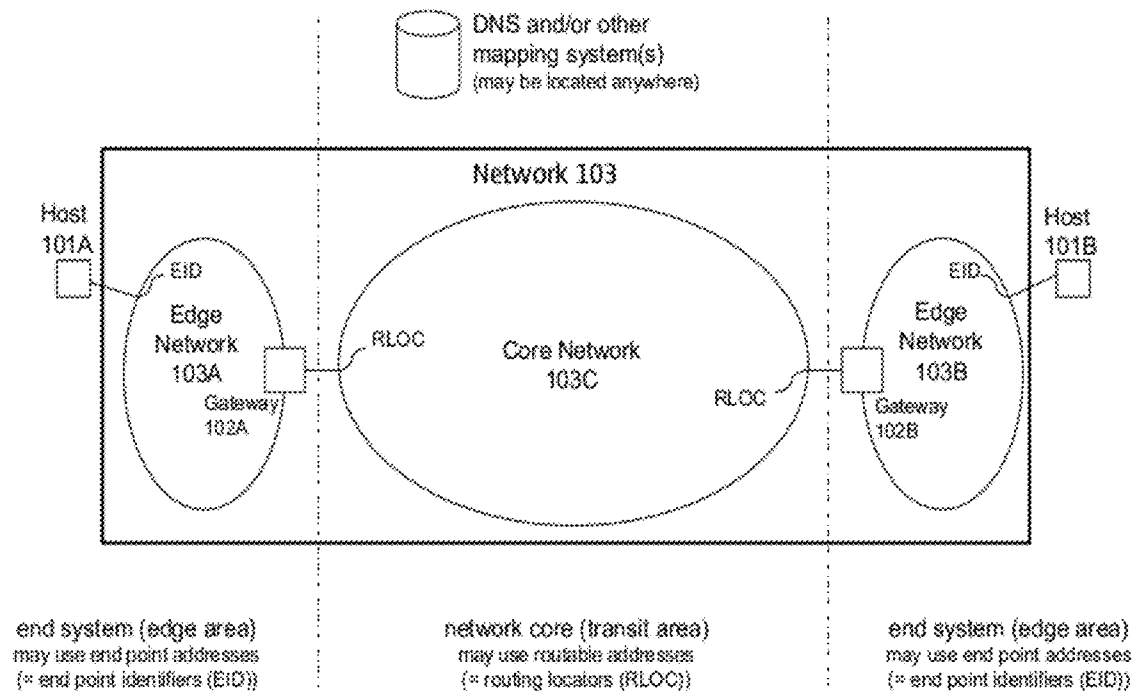 DNS and/or other
mapping system(s)
(may be located anywhere)
Network 103
Host
101A
EID
Edge
Network
103A
Gateway
102A
RLOC
Core Network
103C
RLOC
Host
101B
EID
Edge
Network
103B
Gateway
102B
end system (edge area)
may use end point addresses
(= end point identifiers (EID))
network core (transit area)
may use routable addresses
(= routing locators (RLOC))
end system (edge area)
may use end point addresses
(= end point identifiers (EID))